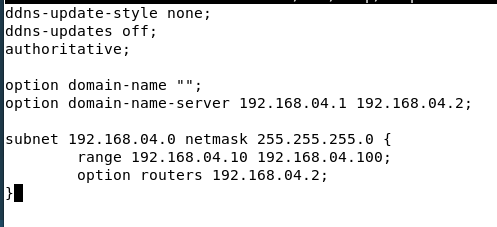 ddns-update-style none;
ddns-updates off;
authoritative;
option domain-name "";
option domain-name-server 192.168.04.1 192.168.04.2;
subnet 192.168.04.0 netmask 255.255.255.0 {
range 192.168.04.10 192.168.04.100;
option routers 192.168.04.2;
}